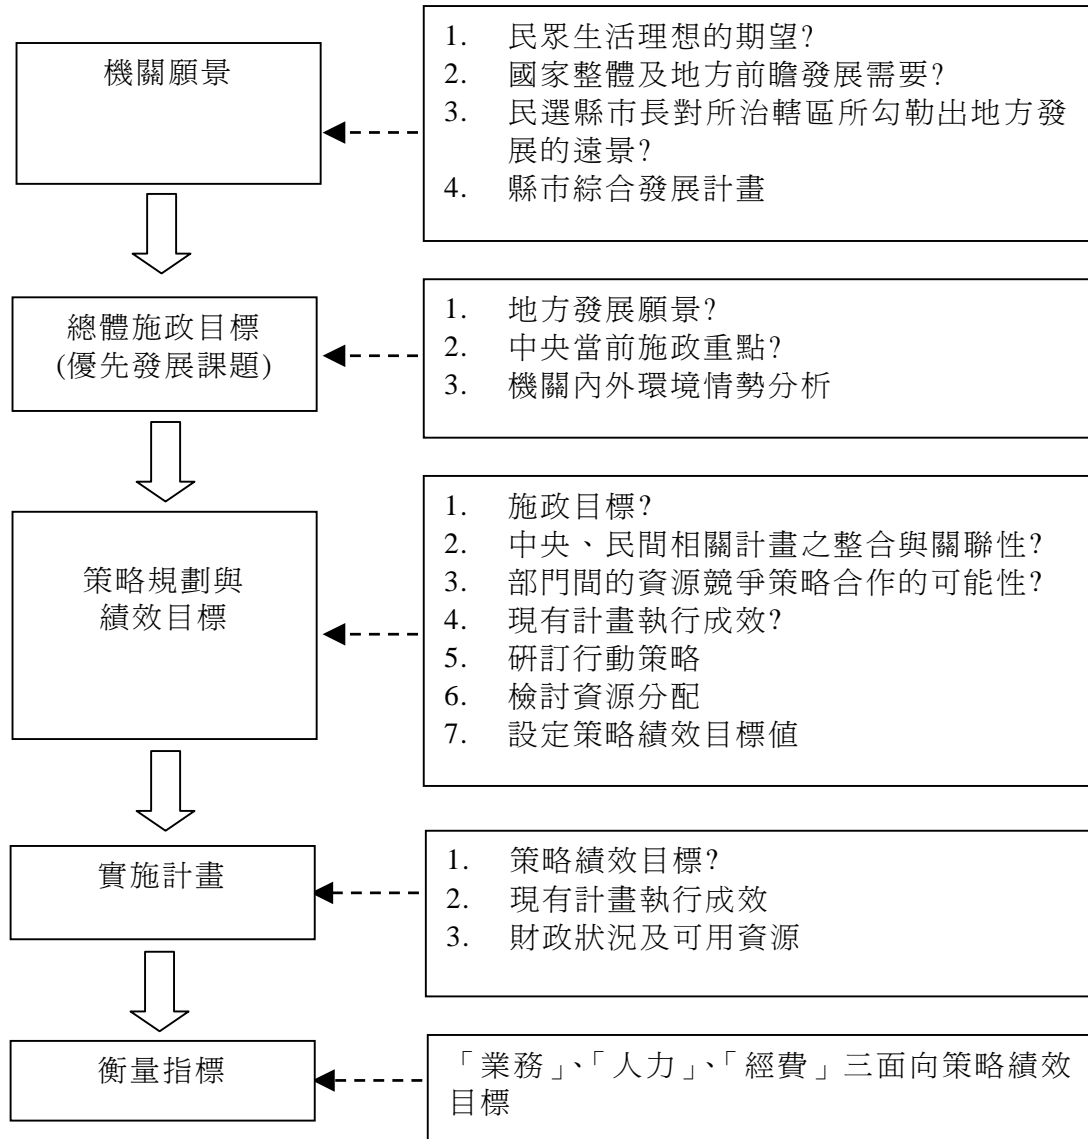 機關願景
1. 民眾生活理想的期望?
2. 國家整體及地方前瞻發展需要?
3. 民選縣市長對所治轄區所勾勒出地方發
展的遠景?
4. 縣市綜合發展計畫
總體施政目標
(優先發展課題)
1. 地方發展願景?
2. 中央當前施政重點?
3. 機關內外環境情勢分析
策略規劃與
績效目標
1. 施政目標?
2. 中央、民間相關計畫之整合與關聯性?
3. 部門間的資源競爭策略合作的可能性?
4. 現有計畫執行成效?
5. 研訂行動策略
6. 檢討資源分配
7. 設定策略績效目標值
實施計畫
1. 策略績效目標?
2. 現有計畫執行成效
3. 財政狀況及可用資源
衡量指標
「業務」、「人力」、「經費」三面向策略績效
目標